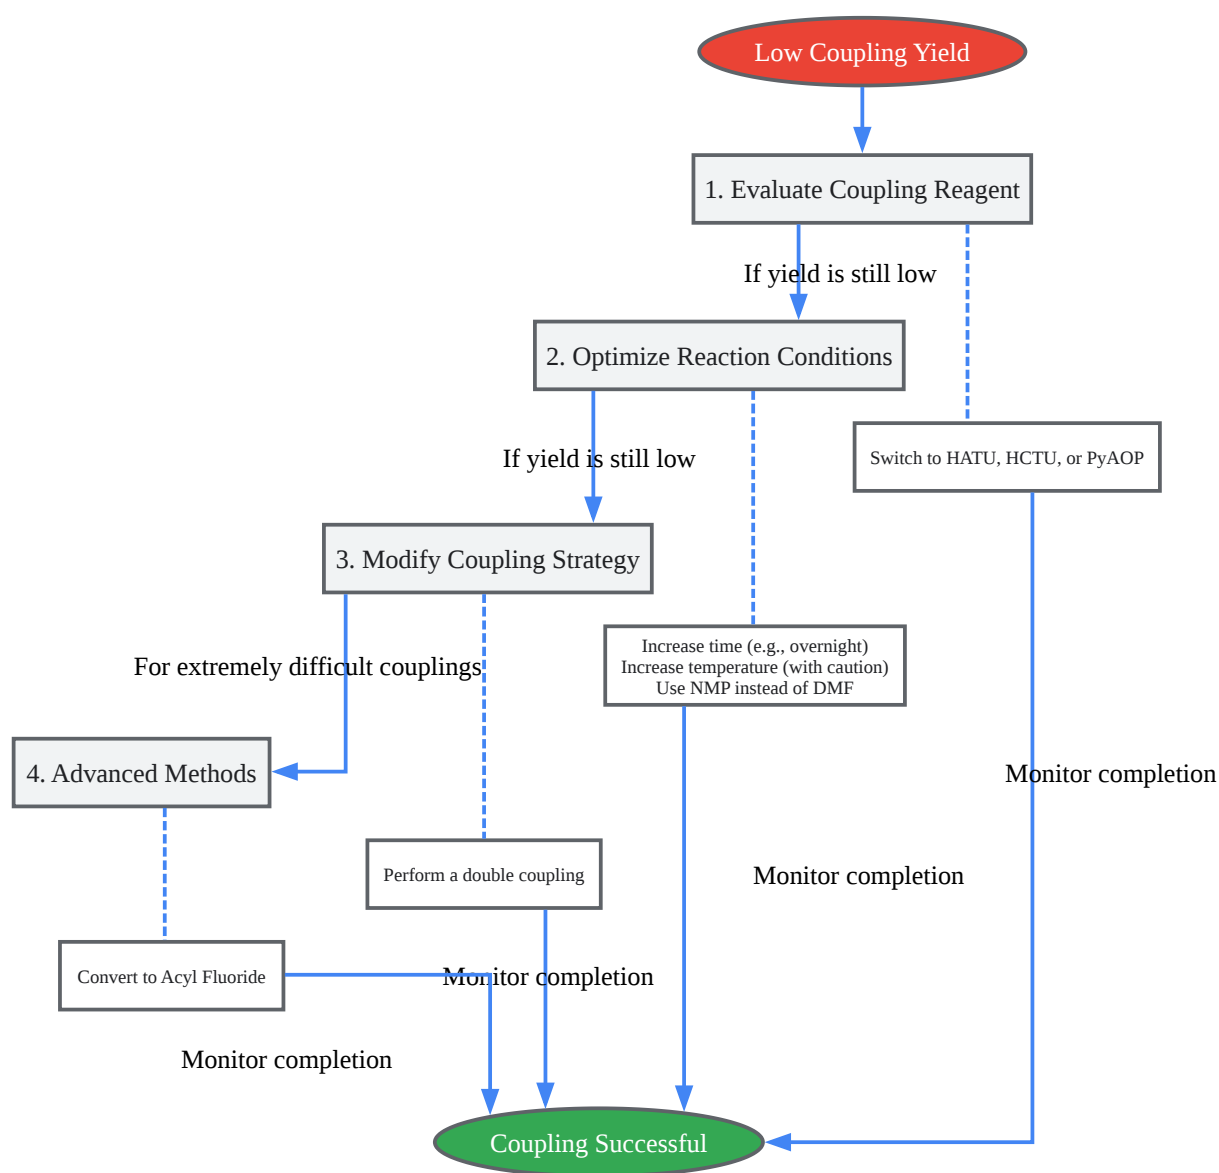 Low Coupling Yield
1. Evaluate Coupling Reagent
If yield is still low
2. Optimize Reaction Conditions
If yield is still low
Switch to HATU, HCTU, or PyAOP
3. Modify Coupling Strategy
Increase time (e.g., overnight)
Increase temperature (with caution)
Use NMP instead of DMF
For extremely difficult couplings
4. Advanced Methods
Monitor completion
Perform a double coupling
Monitor completion
Convert to Acyl Fluoride
Monitor completion
Monitor completion
Coupling Successful